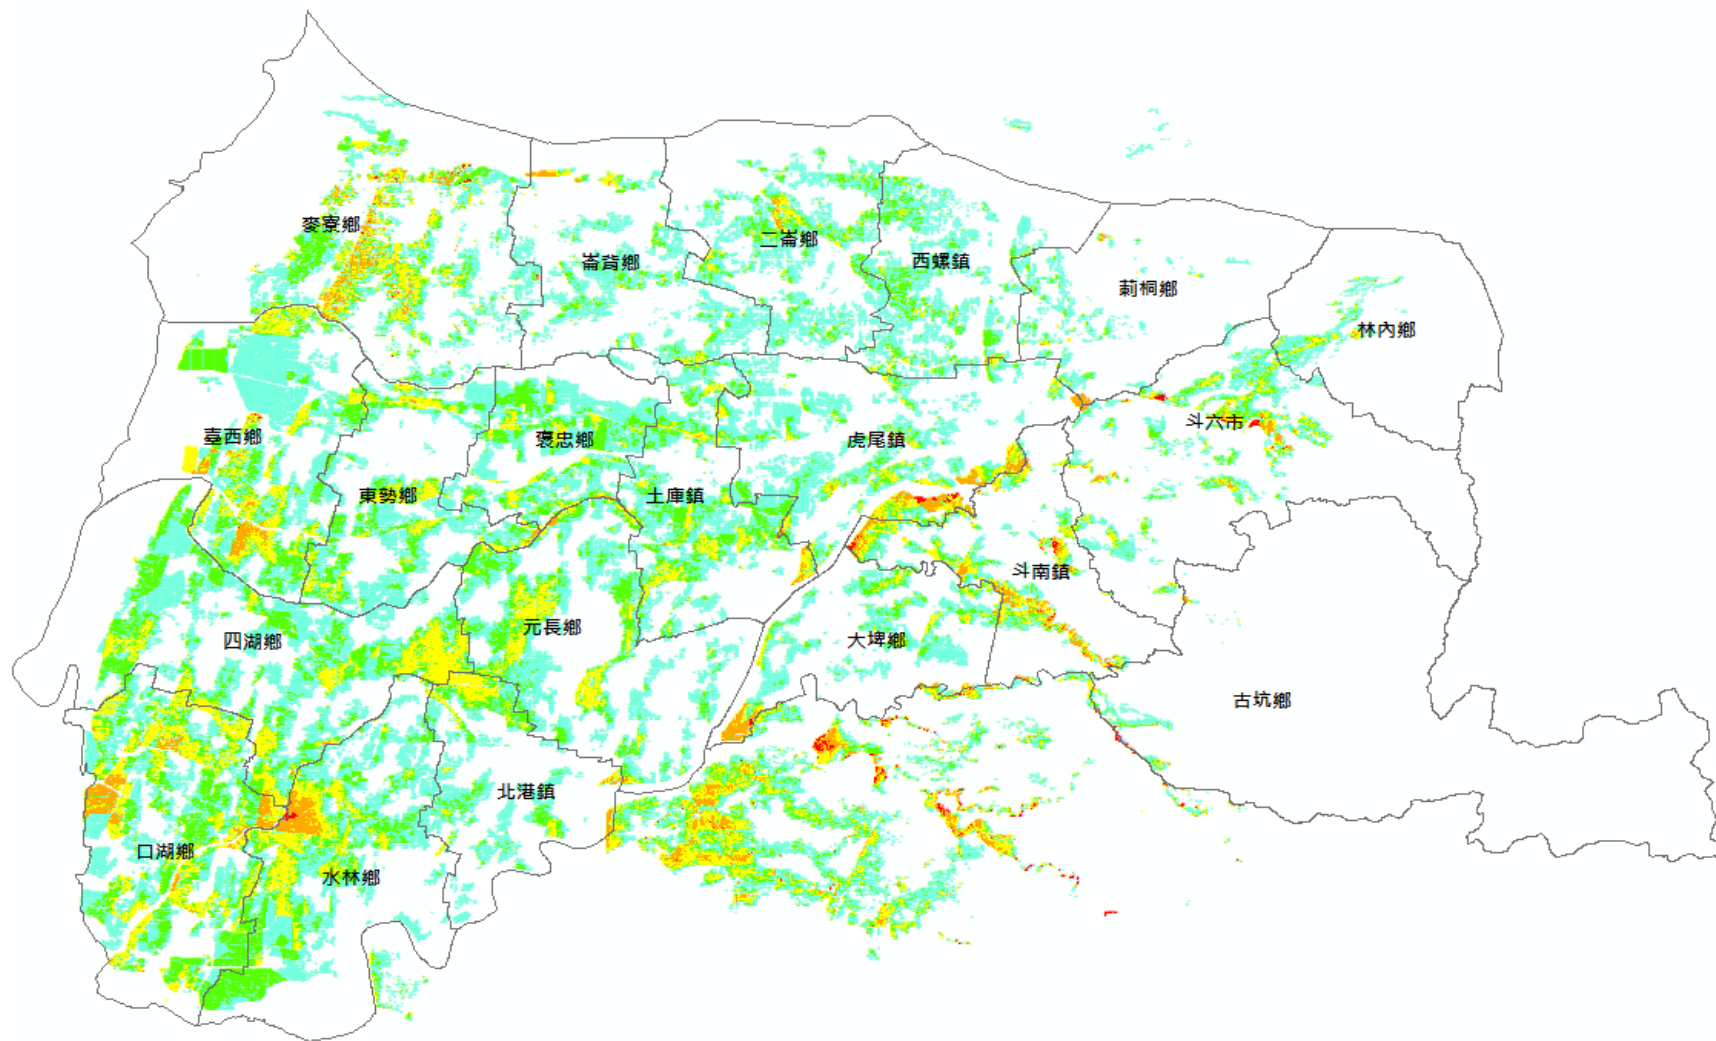 麥寮鄉
崙背鄉
二崙鄉
西螺鎮
莿桐鄉
林內鄉
斗六市
臺西鄉
褒忠鄉
虎尾鎮
東勢鄉
土庫鎮
斗南鎮
四湖鄉
元長鄉
大埤鄉
古坑鄉
北港鎮
口湖鄉
水林鄉